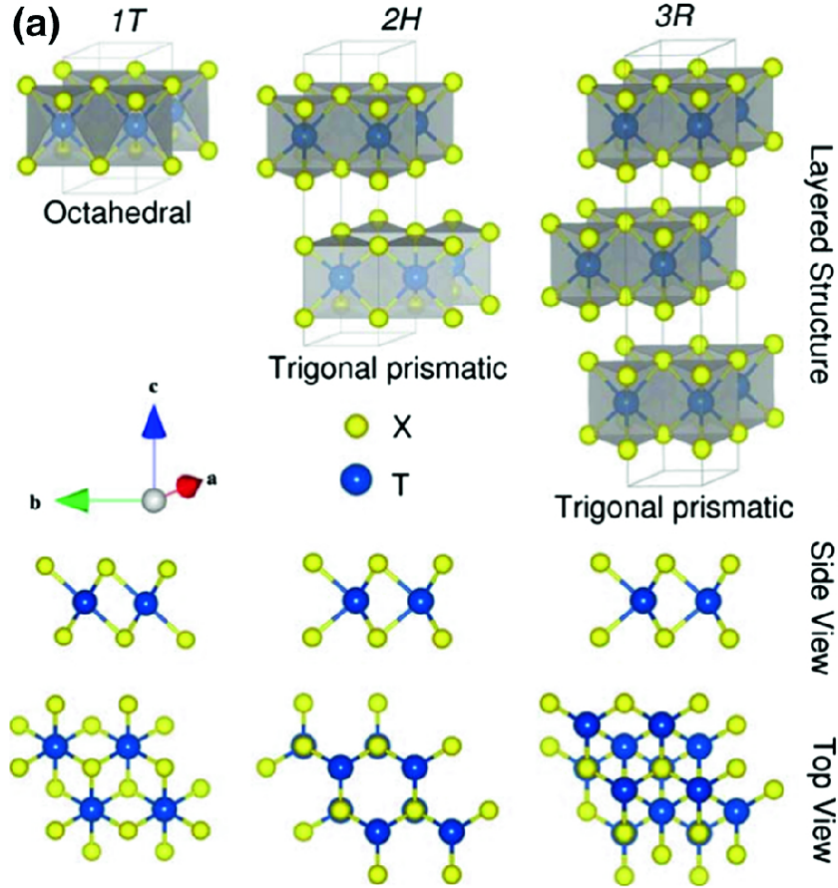 (a) 1T 2H 3R
Octahedral
Trigonal prismatic
Trigonal prismatic
X
T
c
b
a
Layered Structure
Side View
Top View